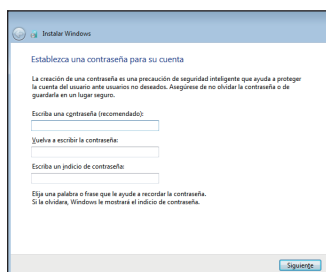 Instalar Windows
Establezca una contraseña para su cuenta
La creación de una contraseña es una precaución de seguridad inteligente que ayuda a proteger
la cuenta del usuario ante usuarios no deseados. Asegúrese de no olvidar la contraseña o de
guardarla en un lugar seguro.
Escriba una contraseña (recomendado):
Vuelva a escribir la contraseña:
Escriba un indicio de contraseña:
Elija una palabra o frase que le ayude a recordar la contraseña.
Si la olvidara, Windows le mostrará el indicio de contraseña.
Siguiente